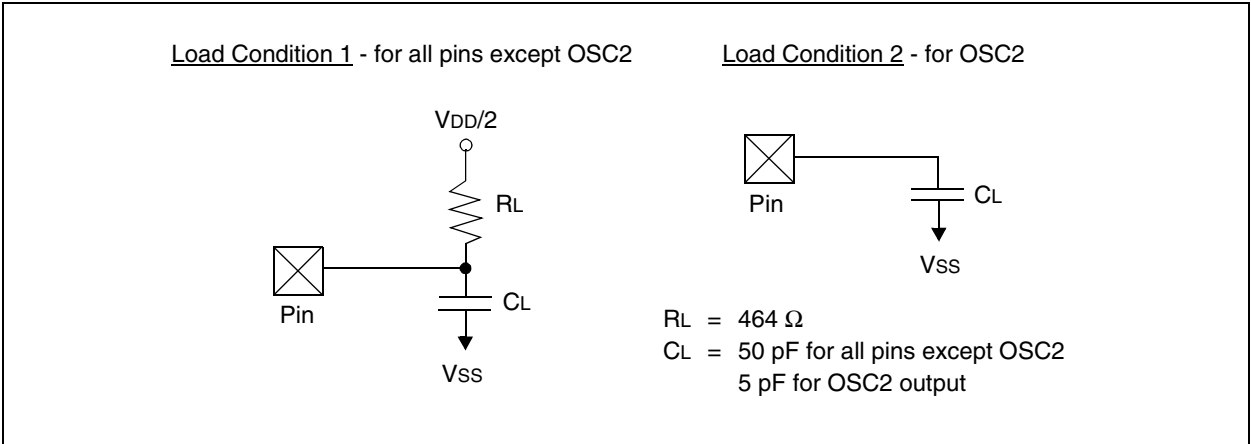 Load Condition 1 - for all pins except OSC2
VDD/2
RL
Pin
CL
VSS
Load Condition 2 - for OSC2
Pin
CL
VSS
RL = 464 Ω
CL = 50 pF for all pins except OSC2
5 pF for OSC2 output